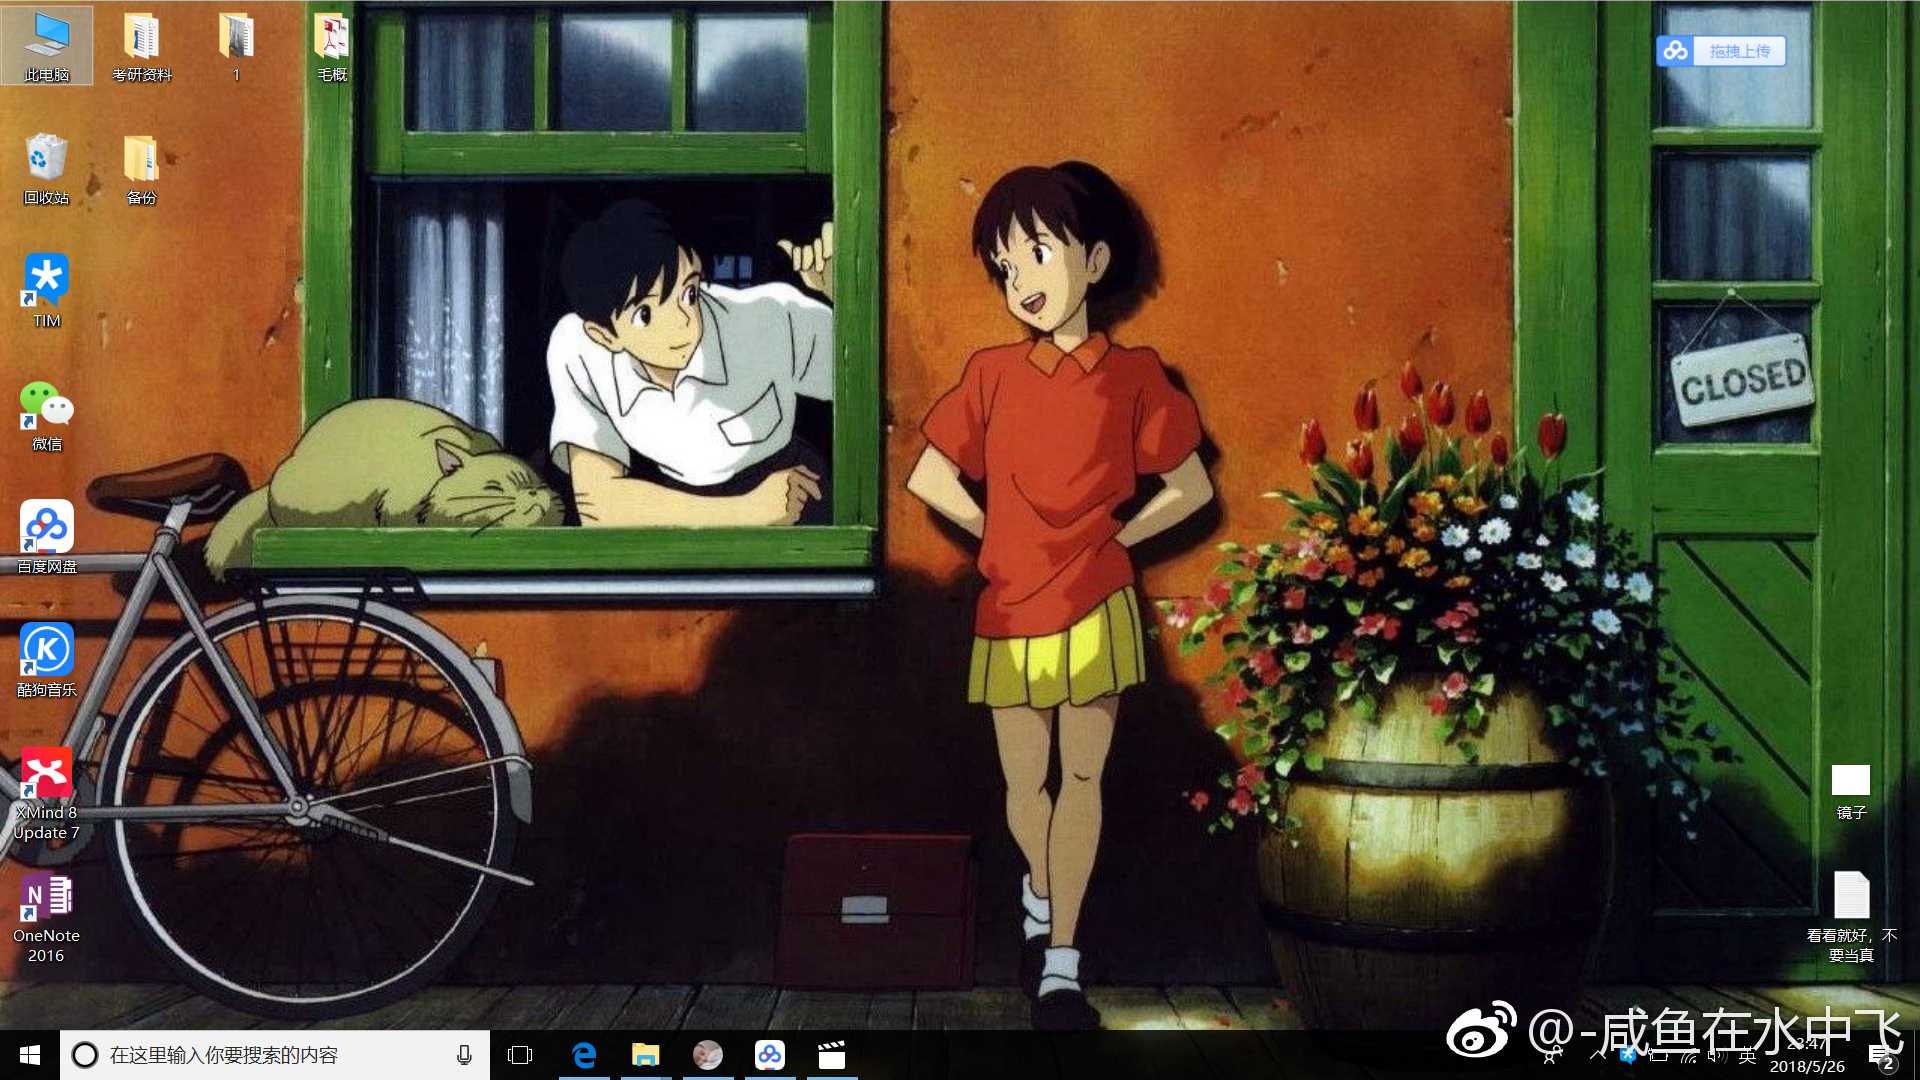 此电脑
考研资料
1
毛概
拖拽上传
回收站
备份
TIM
CLOSED
微信
百度网盘
K
酷狗音乐
XMind 8
Update 7
镜子
N
OneNote
2016
看看就好，不
要当真
@-咸鱼在水中飞
在这里输入你要搜索的内容
英
23:47
2018/5/26
2